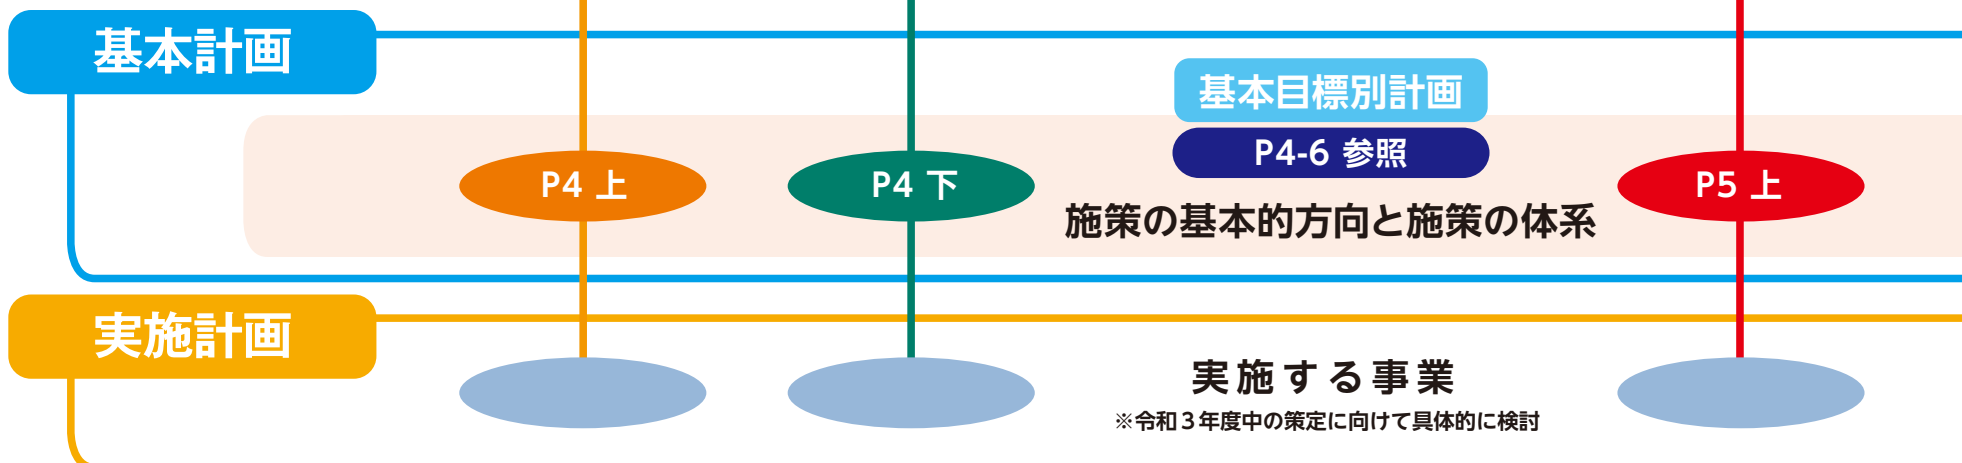 基本計画
基本目標別計画
P4-6 参照
P4 上
P4 下
P5 上
施策の基本的方向と施策の体系
実施計画
実施する事業
※令和３年度中の策定に向けて具体的に検討